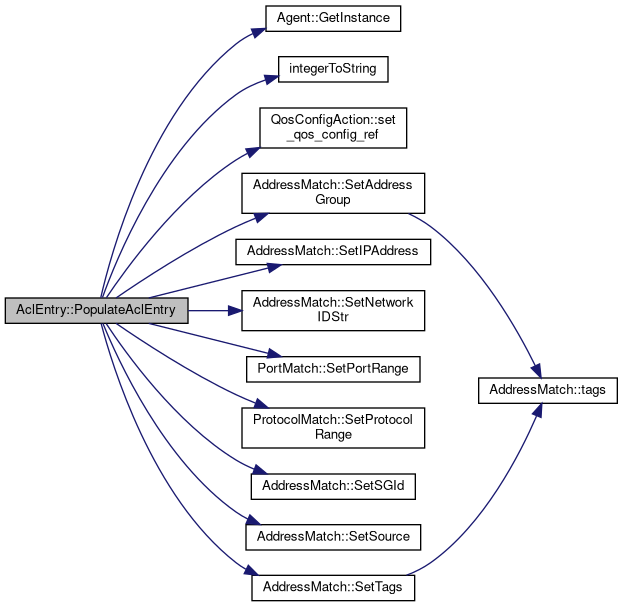 Agent::GetInstance
integerToString
QosConfigAction::set
_qos_config_ref
AddressMatch::SetAddress
Group
AddressMatch::SetIPAddress
AclEntry::PopulateAclEntry
AddressMatch::SetNetwork
IDStr
PortMatch::SetPortRange
AddressMatch::tags
ProtocolMatch::SetProtocol
Range
AddressMatch::SetSGId
AddressMatch::SetSource
AddressMatch::SetTags